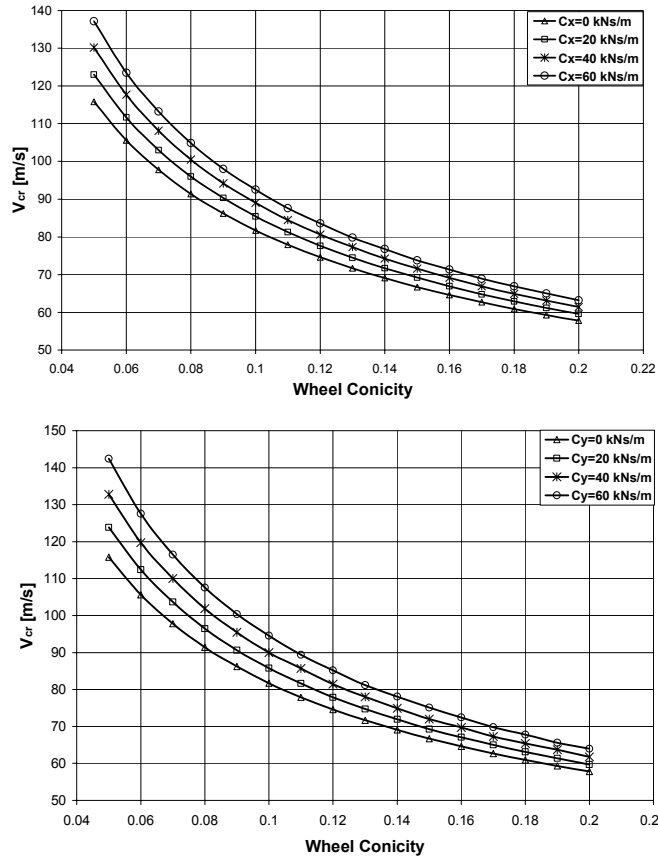 140
130
120
110
100
90
80
70
60
50
V cr [m/s]
0.04 0.06 0.08 0.1 0.12 0.14 0.16 0.18 0.2 0.22
Wheel Conicity
Cx=0 kNs/m
Cx=20 kNs/m
Cx=40 kNs/m
Cx=60 kNs/m
150
140
130
120
110
100
90
80
70
60
50
V cr [m/s]
0.04 0.06 0.08 0.1 0.12 0.14 0.16 0.18 0.2 0.22
Wheel Conicity
Cy=0 kNs/m
Cy=20 kNs/m
Cy=40 kNs/m
Cy=60 kNs/m